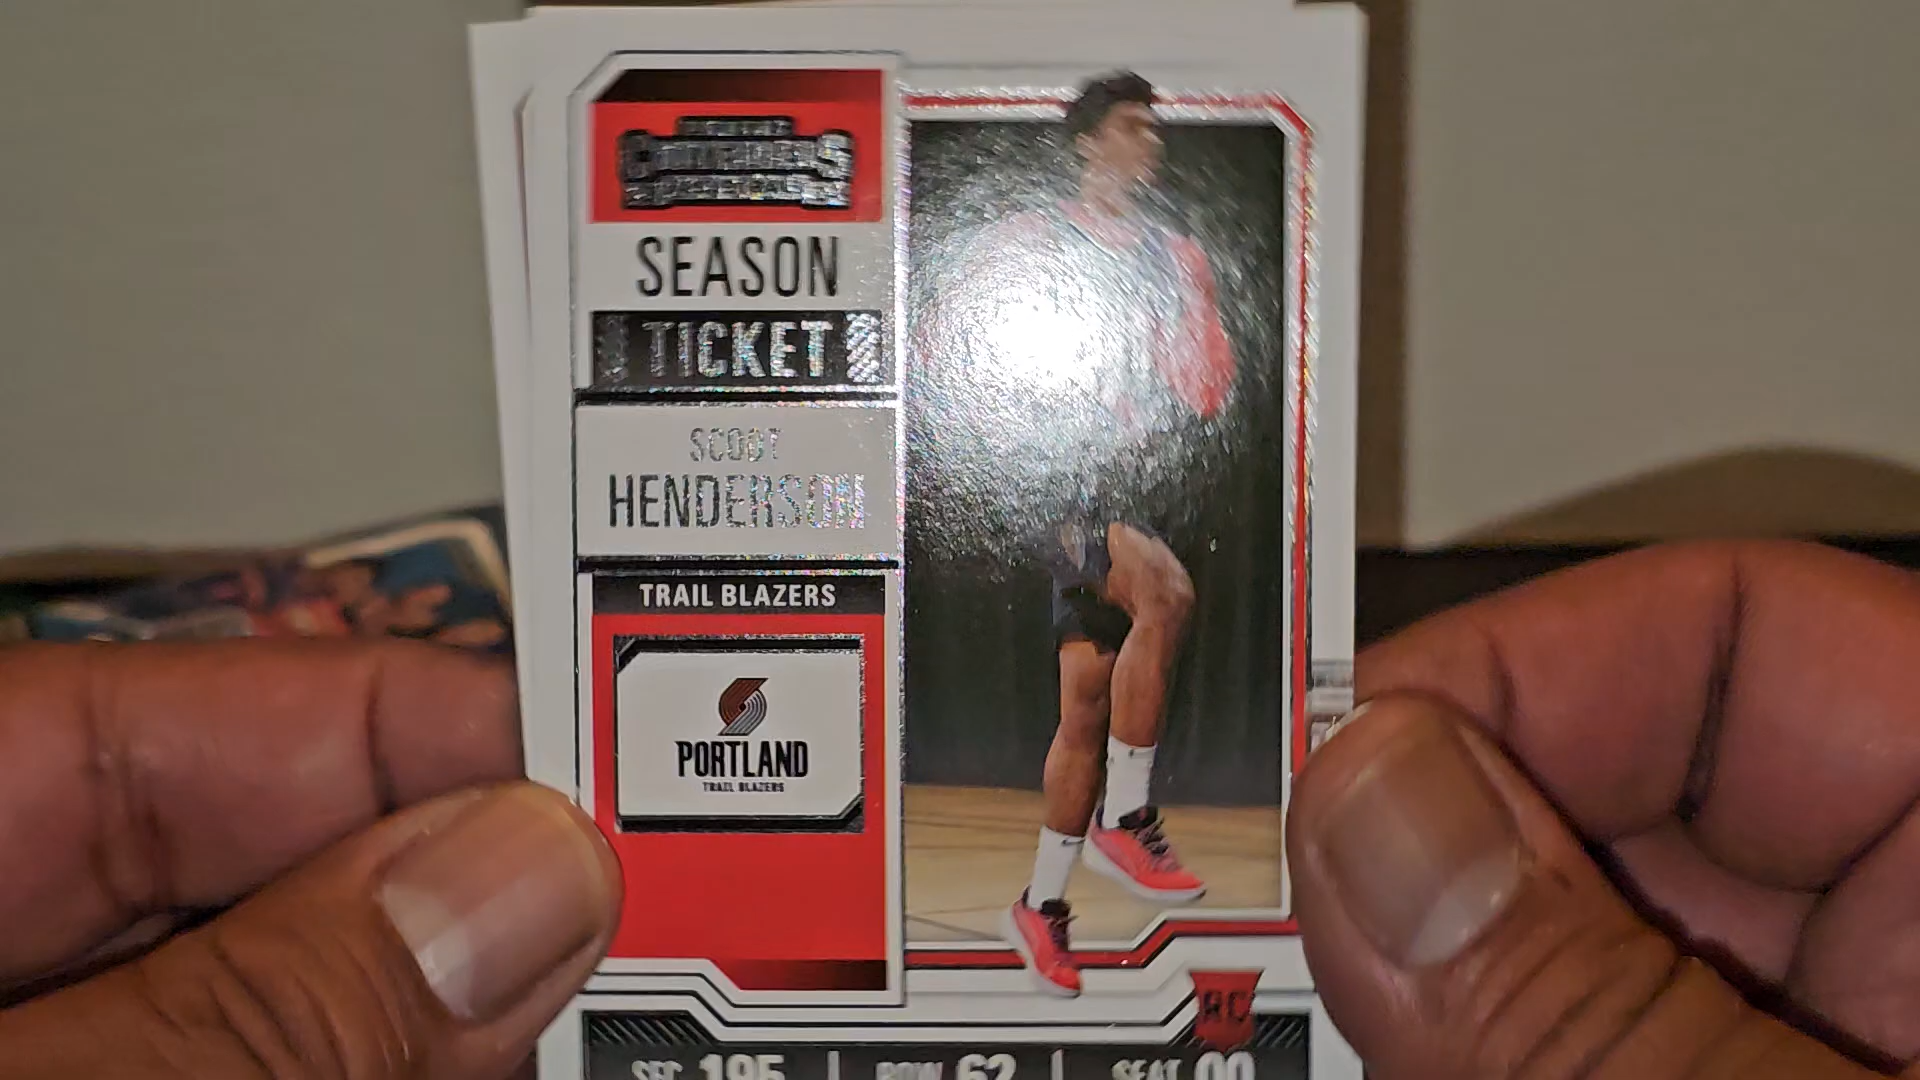 CONTENDERS
SEASON
TICKET
SCOOT
HENDERSON
TRAIL BLAZERS
PORTLAND
TRAIL BLAZERS
RC
SEC 195 | ROW 62 | SEAT 00